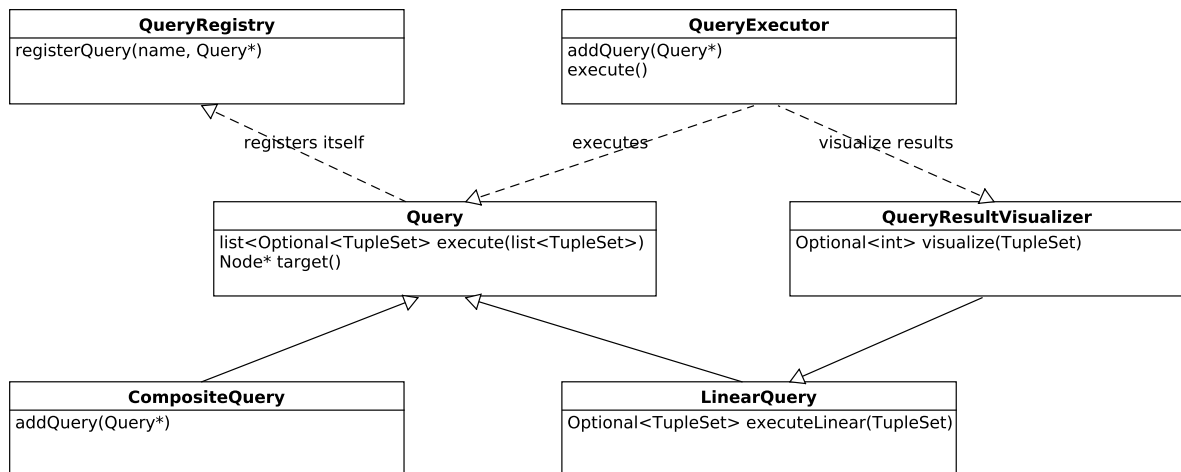 QueryRegistry
registerQuery(name, Query*)
QueryExecutor
addQuery(Query*)
execute()
registers itself
executes
visualize results
Query
list<Optional<TupleSet> execute(list<TupleSet>)
Node* target()
QueryResultVisualizer
Optional<int> visualize(TupleSet)
CompositeQuery
addQuery(Query*)
LinearQuery
Optional<TupleSet> executeLinear(TupleSet)